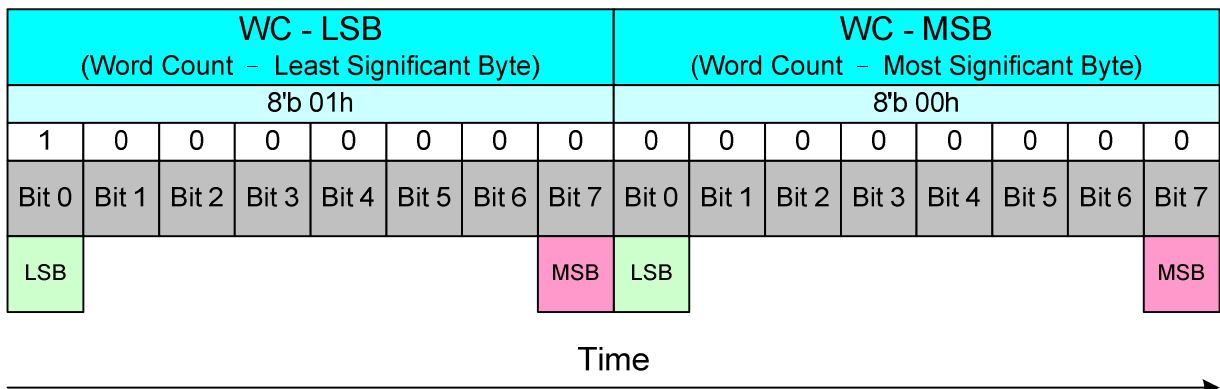 WC - LSB WC - MSB
(Word Count – Least Significant Byte) (Word Count – Most Significant Byte)
8'b 01h 8'b 00h
1 0 0 0 0 0 0 0 0 0 0 0 0 0 0 0
Bit 0 Bit 1 Bit 2 Bit 3 Bit 4 Bit 5 Bit 6 Bit 7 Bit 0 Bit 1 Bit 2 Bit 3 Bit 4 Bit 5 Bit 6 Bit 7
LSB MSB LSB MSB
Time